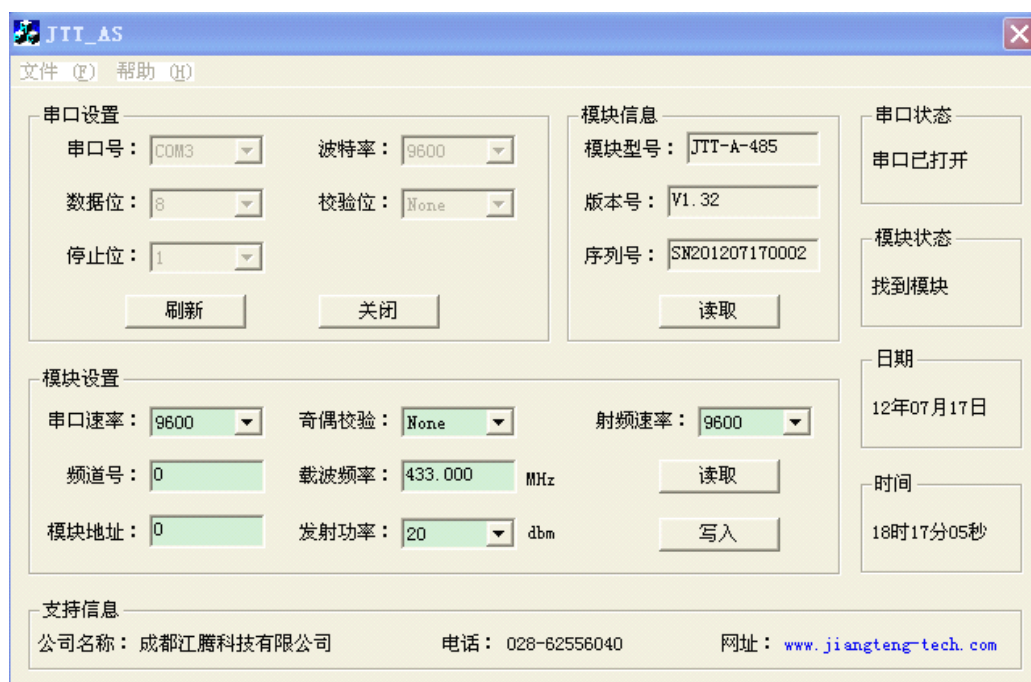 JTT_AS
文件 (F) 帮助 (H)
串口设置
串口号： COM3 波特率： 9600
数据位： 8 校验位： None
停止位： 1
刷新 关闭
模块信息
模块型号： JTT-A-485
版本号： V1.32
序列号： SN201207170002
读取
串口状态
串口已打开
模块状态
找到模块
模块设置
串口速率： 9600 奇偶校验： None 射频速率： 9600
频道号： 0 载波频率： 433.000 MHz 读取
模块地址： 0 发射功率： 20 dbm 写入
日期
12年07月17日
时间
18时17分05秒
支持信息
公司名称： 成都江腾科技有限公司 电话： 028-62556040 网址： www.jiangteng-tech.com